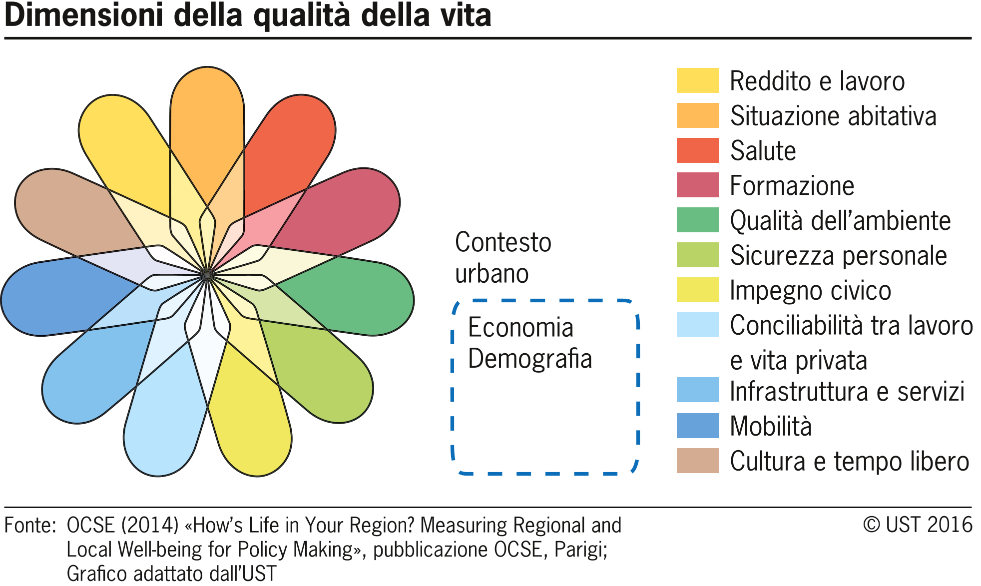 Dimensioni della qualità della vita
Reddito e lavoro
Situazione abitativa
Salute
Formazione
Qualità dell'ambiente
Sicurezza personale
Impegno civico
Conciliabilità tra lavoro
e vita privata
Infrastruttura e servizi
Mobilità
Cultura e tempo libero
Contesto
urbano
Economia
Demografia
Fonte: OCSE (2014) «How's Life in Your Region? Measuring Regional and
Local Well-being for Policy Making», pubblicazione OCSE, Parigi;
Grafico adattato dall'UST
© UST 2016